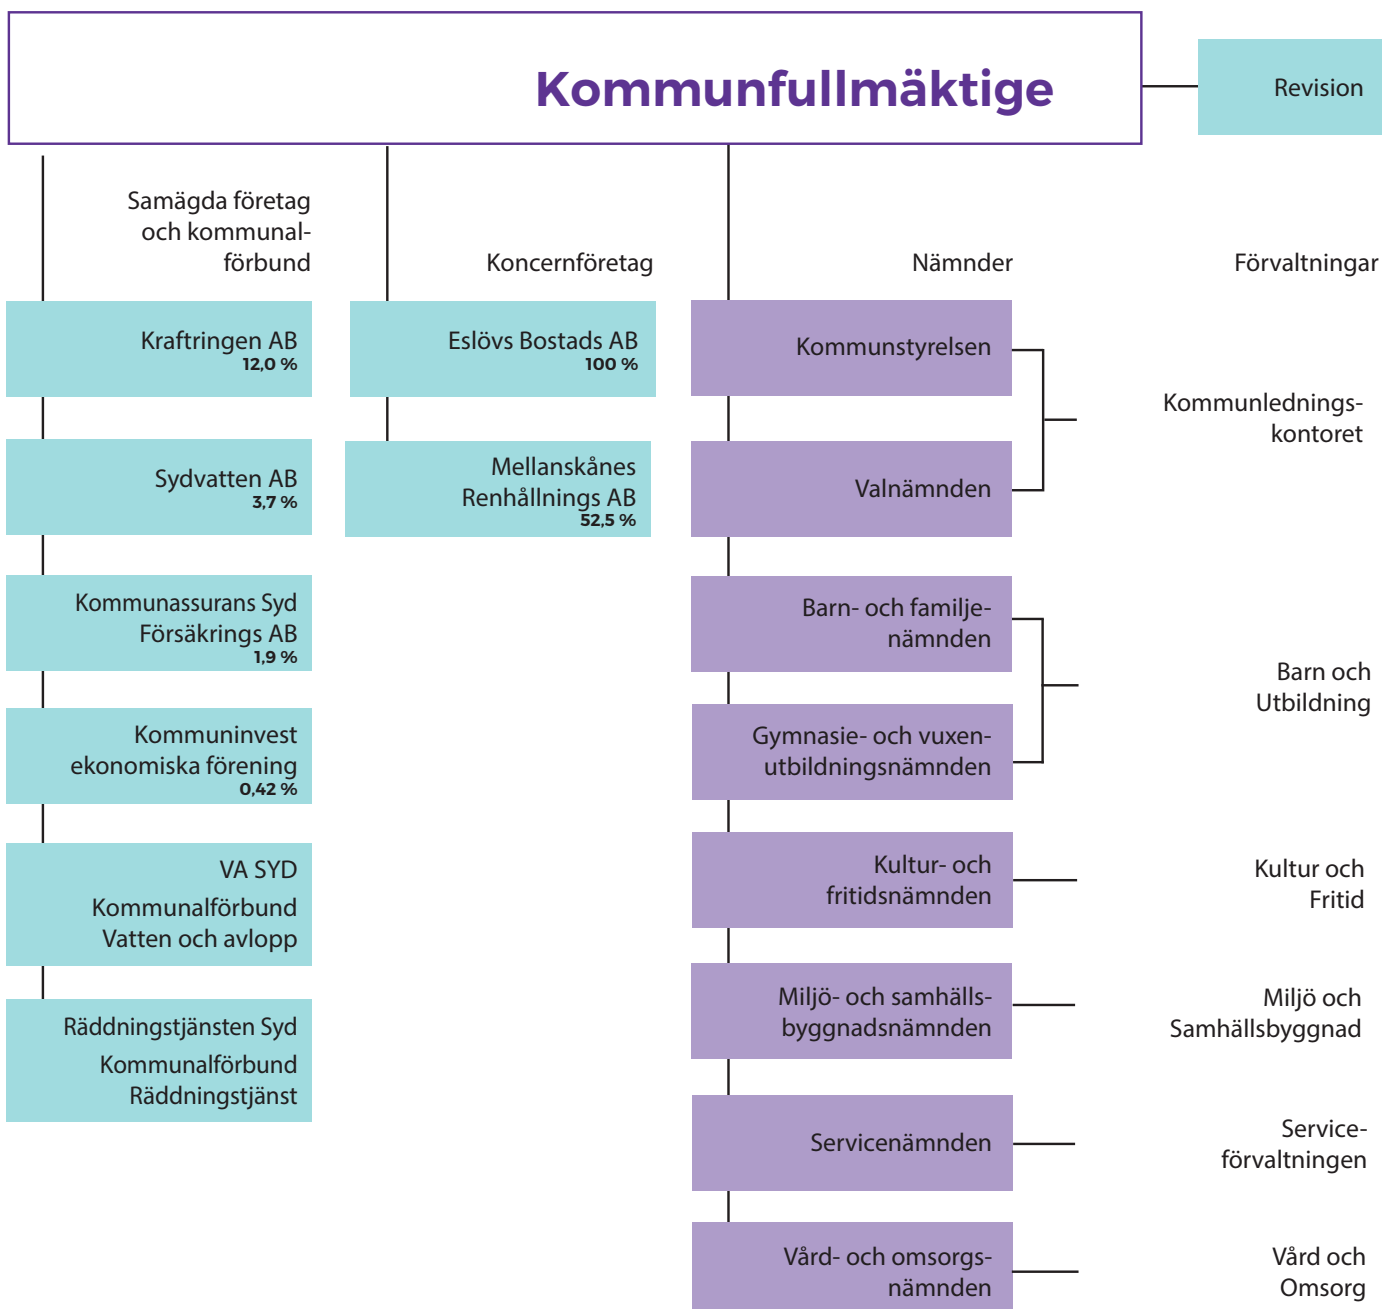 Kommunfullmäktige
Revision
Samägda företag
och kommunal-
förbund
Kraftringen AB
12,0 %
Sydvatten AB
3,7 %
Kommunassurans Syd
Försäkrings AB
1,9 %
Kommuninvest
ekonomiska förening
0,42 %
VA SYD
Kommunalförbund
Vatten och avlopp
Räddningstjänsten Syd
Kommunalförbund
Räddningstjänst
Koncernföretag
Eslövs Bostads AB
100 %
Mellanskånes
Renhållnings AB
52,5 %
Nämnder
Kommunstyrelsen
Valnämnden
Barn- och familje-
nämnden
Gymnasie- och vuxen-
utbildningsnämnden
Kultur- och
fritidsnämnden
Miljö- och samhälls-
byggnadsnämnden
Servicenämnden
Vård- och omsorgs-
nämnden
Förvaltningar
Kommunlednings-
kontoret
Barn och
Utbildning
Kultur och
Fritid
Miljö och
Samhällsbyggnad
Service-
förvaltningen
Vård och
Omsorg